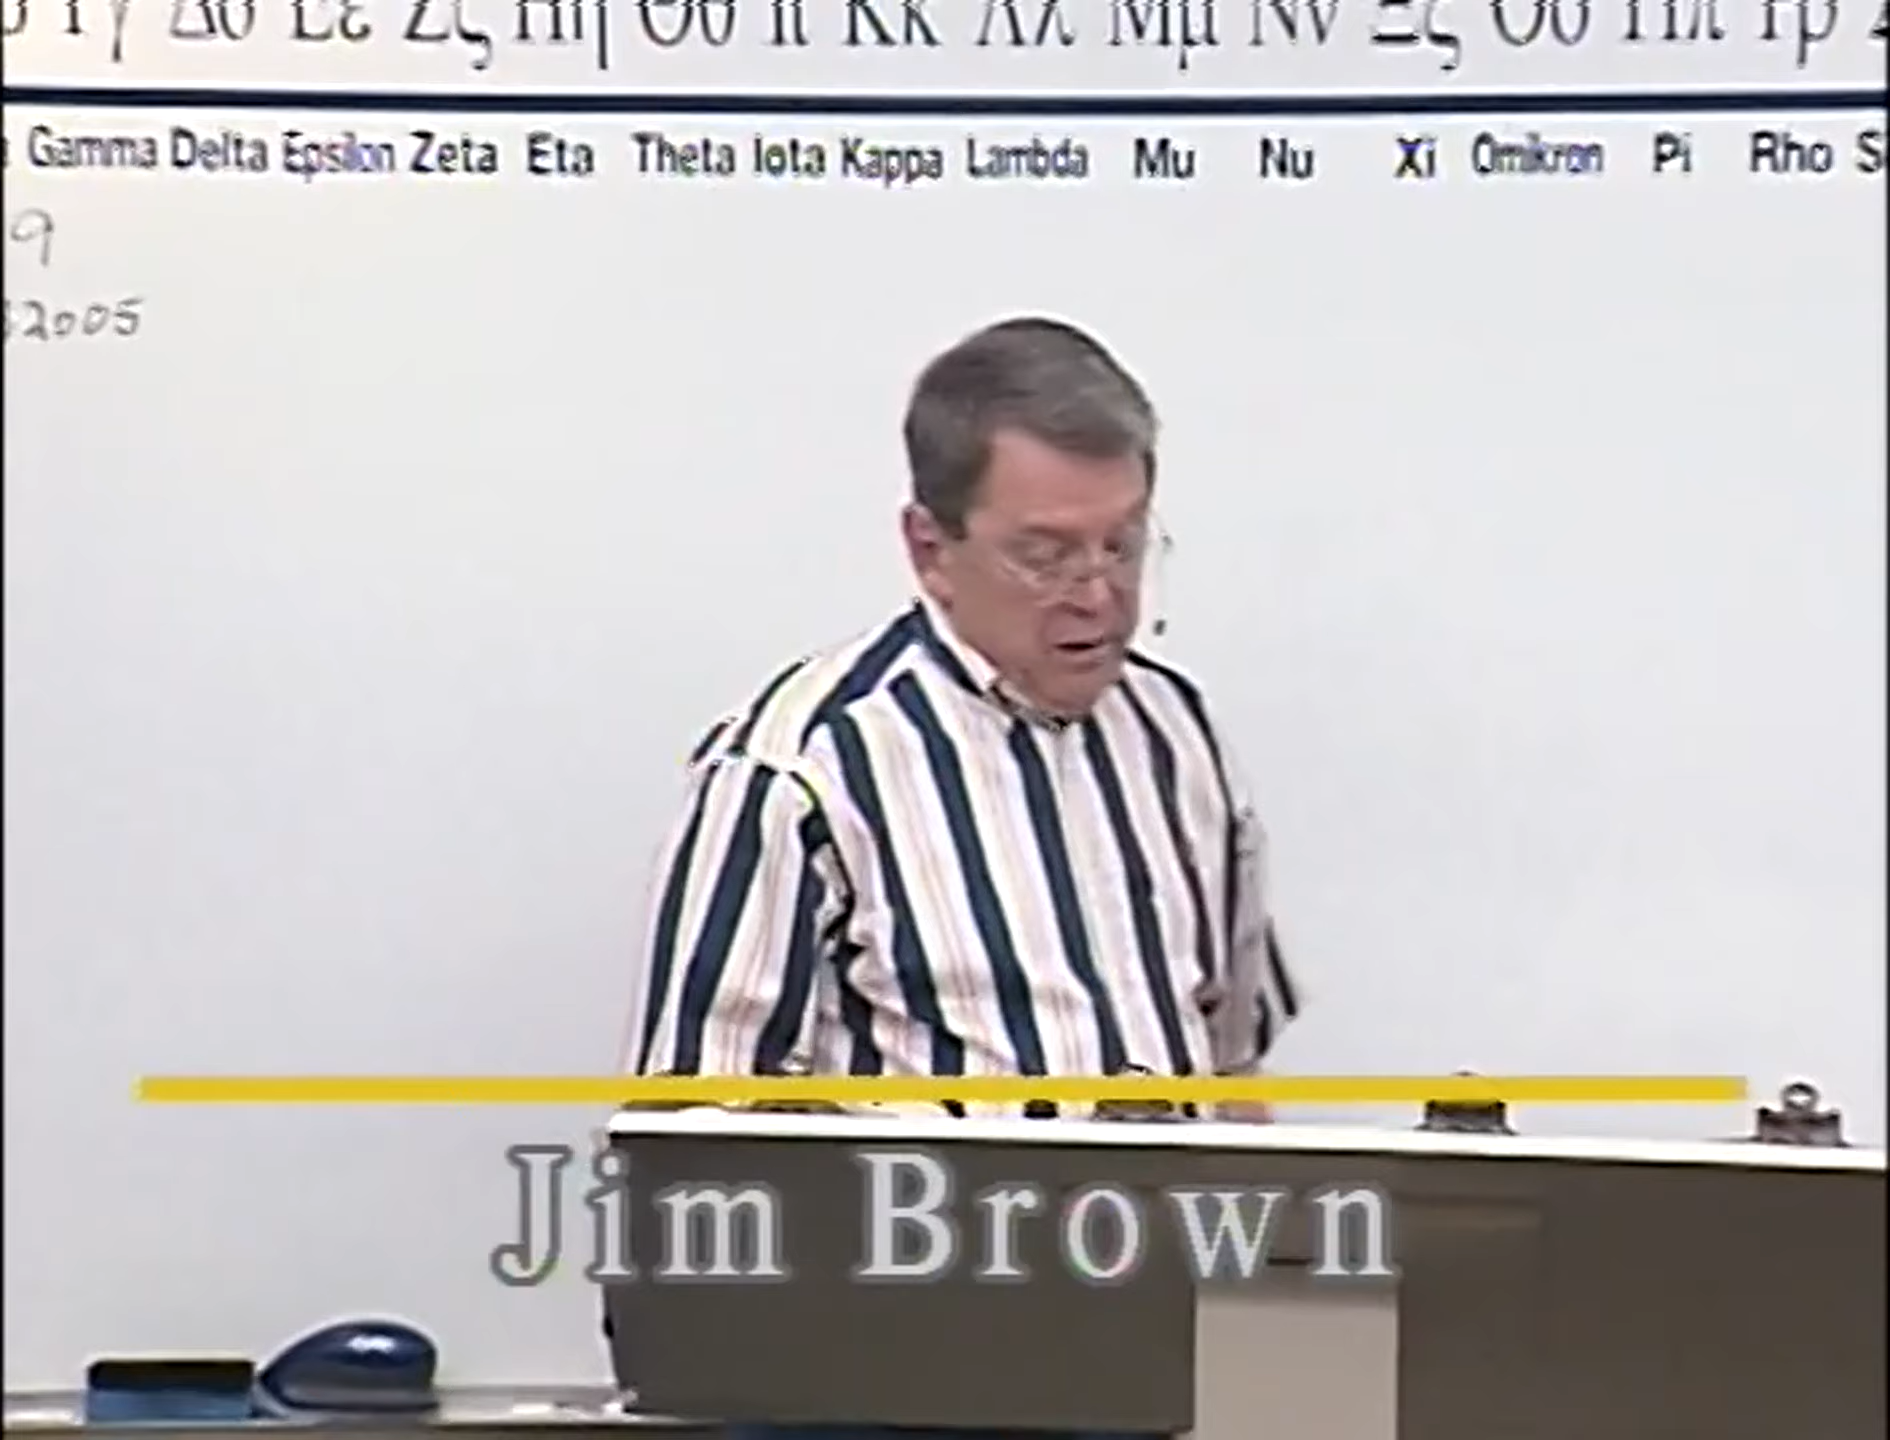 Γγ Δδ Εε Ζζ Ηη Θθ Ιι Κκ Λλ Μμ Νν Ξξ Οο Ππ Ρρ
Gamma Delta Epsilon Zeta Eta Theta Iota Kappa Lambda Mu Nu Xi Omikron Pi Rho S
9
2005
Jim Brown